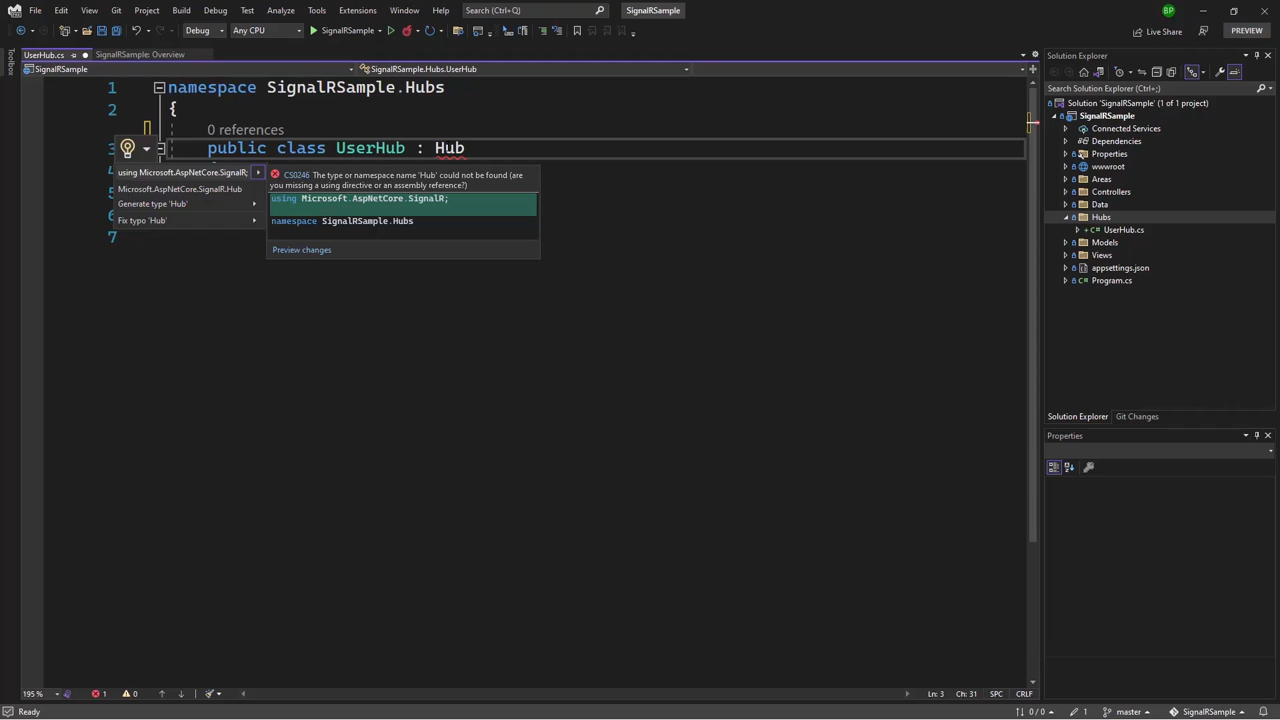 File Edit View Git Project Build Debug Test Analyze Tools Extensions Window Help Search (Ctrl+Q) SignalRSample BP
Debug Any CPU SignalRSample Live Share PREVIEW
Toolbox
UserHub.cs SignalRSample: Overview
SignalRSample SignalRSample.Hubs.UserHub
1 namespace SignalRSample.Hubs
2 {
0 references
3 public class UserHub : Hub
using Microsoft.AspNetCore.SignalR;
Microsoft.AspNetCore.SignalR.Hub
Generate type 'Hub'
Fix typo 'Hub'
7
CS0246 The type or namespace name 'Hub' could not be found (are
you missing a using directive or an assembly reference?)
using Microsoft.AspNetCore.SignalR;
namespace SignalRSample.Hubs
Preview changes
Solution Explorer
Search Solution Explorer (Ctrl+;)
Solution 'SignalRSample' (1 of 1 project)
SignalRSample
Connected Services
Dependencies
Properties
wwwroot
Areas
Controllers
Data
Hubs
UserHub.cs
Models
Views
appsettings.json
Program.cs
Solution Explorer Git Changes
Properties
195 % 1 0 Ln: 3 Ch: 31 SPC CRLF
Ready 0 / 0 1 master SignalRSample